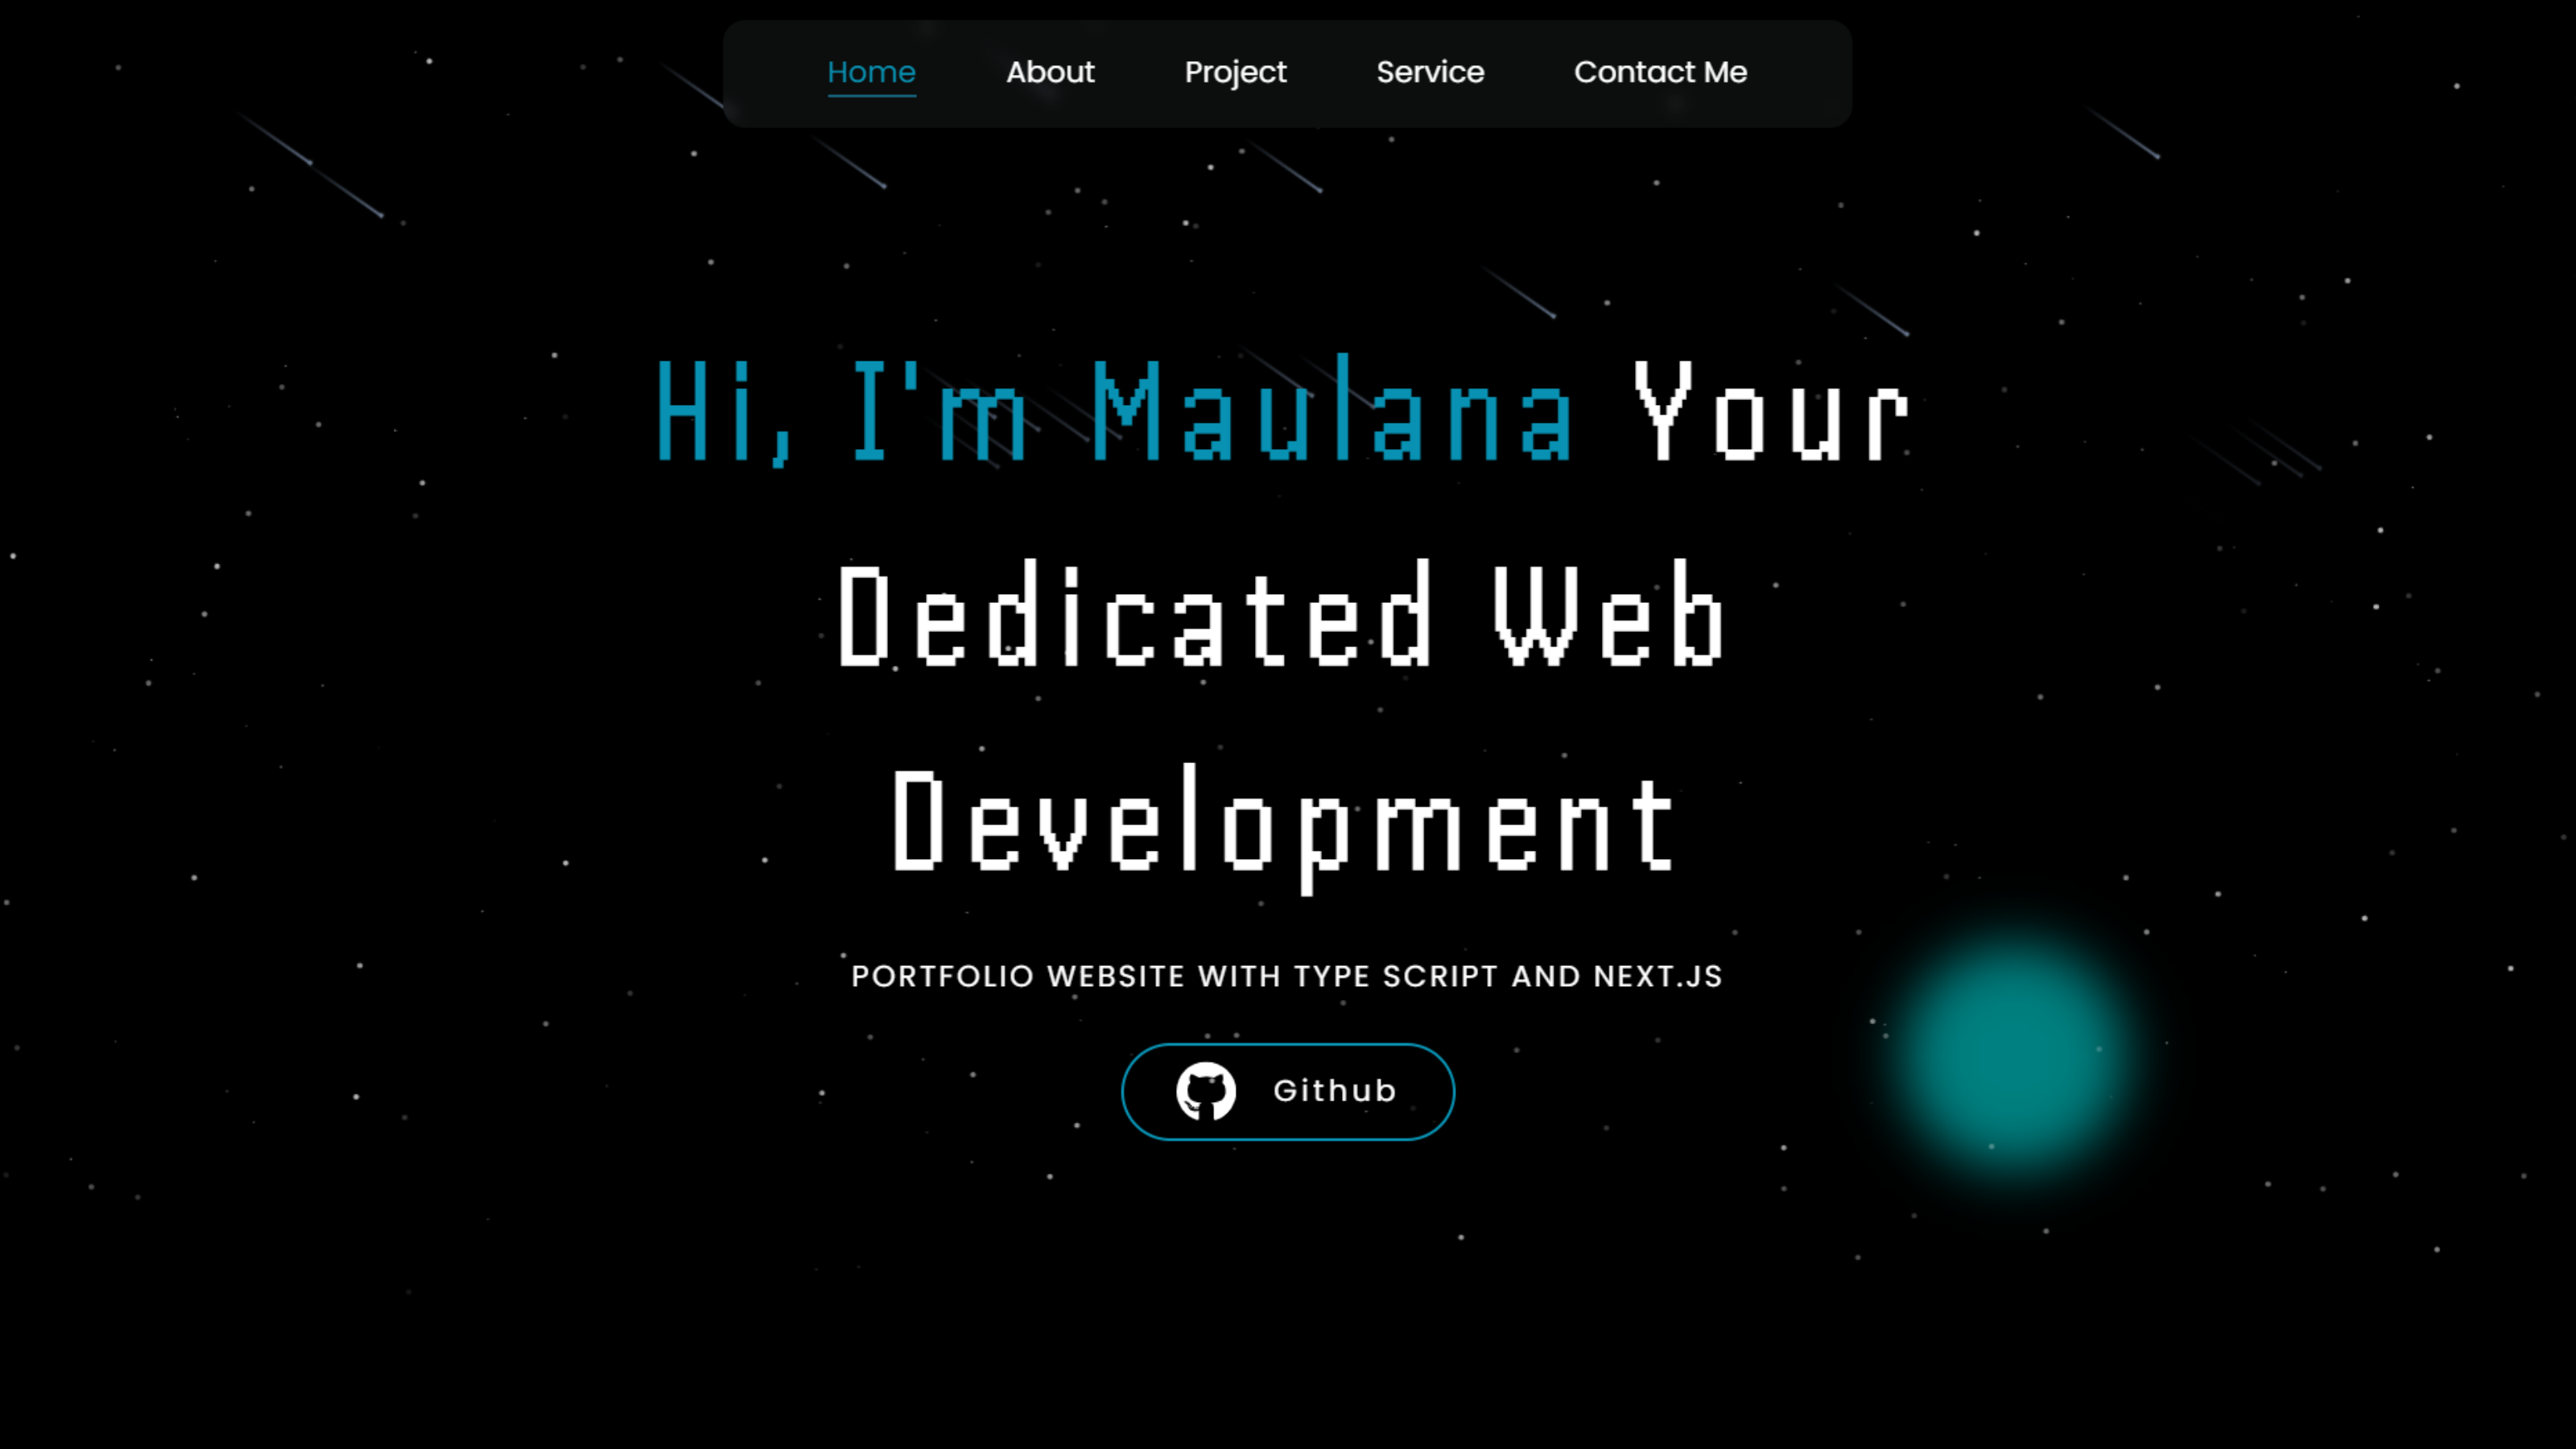 Home About Project Service Contact Me
Hi, I'm Maulana Your
Dedicated Web
Development
PORTFOLIO WEBSITE WITH TYPE SCRIPT AND NEXT.JS
Github